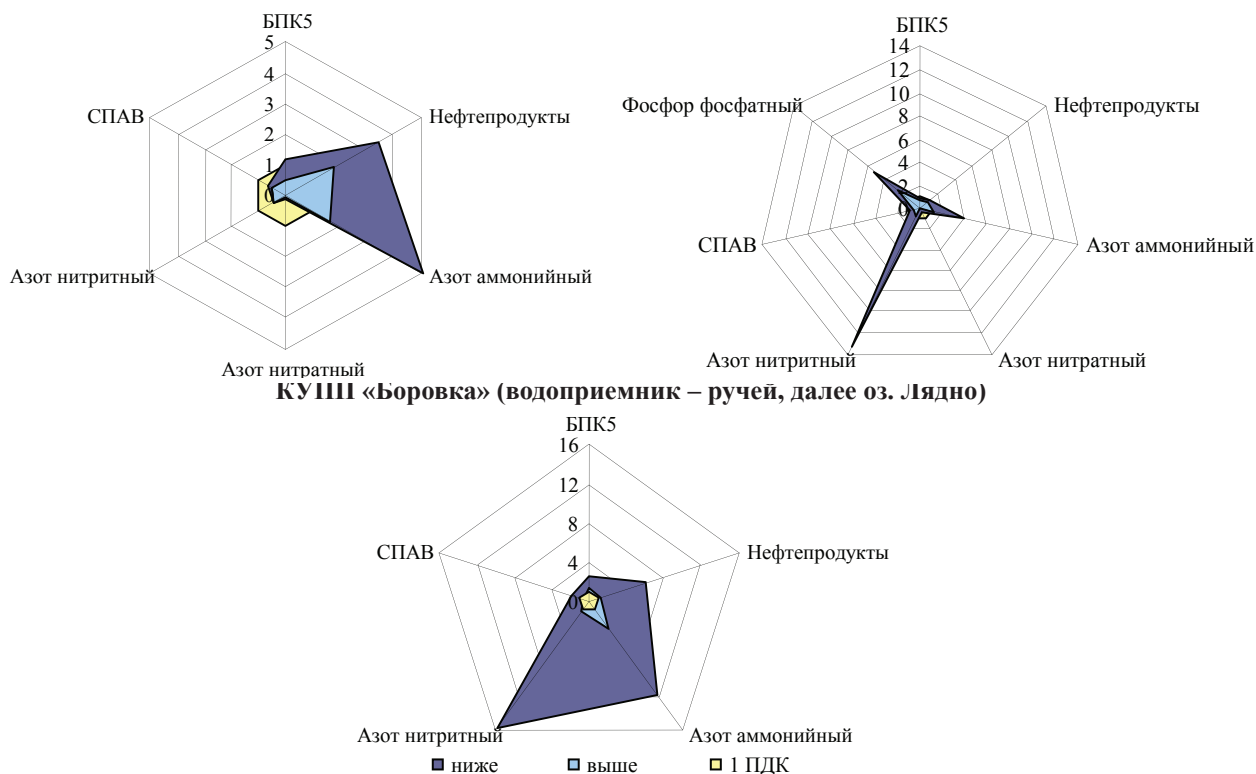 БПК5
5
4
3
2
1
0
Нефтепродукты
Азот аммонийный
Азот нитратный
Азот нитритный
СПАВ
БПК5
14
12
10
8
6
4
2
0
Нефтепродукты
Азот аммонийный
Азот нитратный
Азот нитритный
СПАВ
Фосфор фосфатный
КУПП «Боровка» (водоприемник – ручей, далее оз. Лядно)
БПК5
16
12
8
4
0
Нефтепродукты
Азот аммонийный
Азот нитритный
СПАВ
ниже выше 1 ПДК